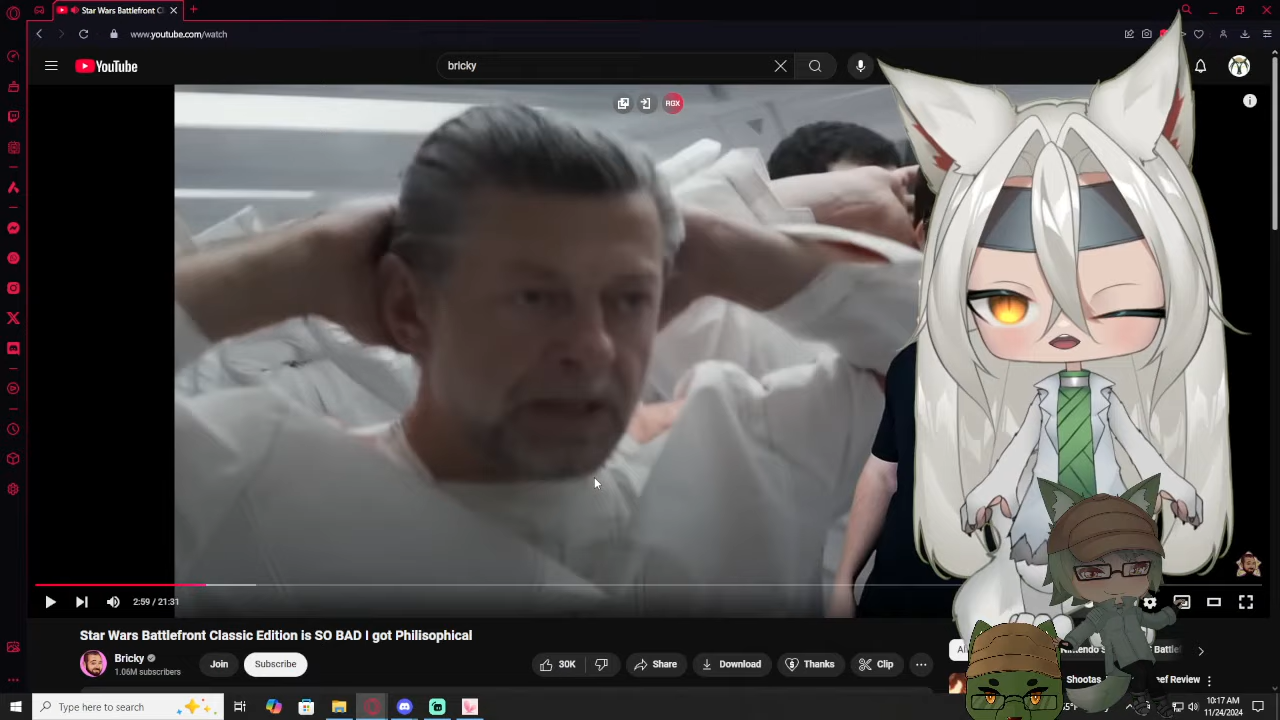 Star Wars Battlefront Cl
www.youtube.com/watch
YouTube
bricky
RGX
2:59 / 21:31
Star Wars Battlefront Classic Edition is SO BAD I got Philisophical
Bricky
1.06M subscribers
Join
Subscribe
30K
Share
Download
Thanks
Clip
Type here to search
10:17 AM
11/24/2024